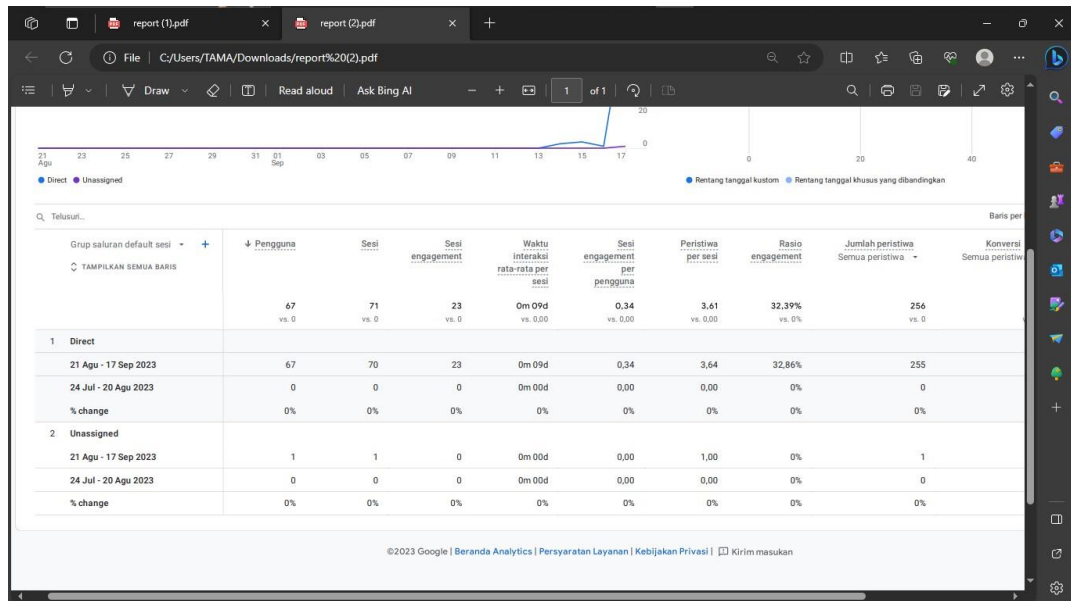 report (1).pdf
report (2).pdf
File C:/Users/TAMA/Downloads/report%20(2).pdf
Draw Read aloud Ask Bing AI 1 of 1
20
0
21 Agu 23 25 27 29 31 01 Sep 03 05 07 09 11 13 15 17
0 20 40
Direct Unassigned
Rentang tanggal kustom Rentang tanggal khusus yang dibandingkan
Telusuri...
Baris per
Grup saluran default sesi + ↓ Pengguna Sesi Sesi engagement Waktu interaksi rata-rata per sesi Sesi engagement per pengguna Peristiwa per sesi Rasio engagement Jumlah peristiwa Semua peristiwa Konversi Semua peristiwa
TAMPILKAN SEMUA BARIS
67 71 23 0m 09d 0,34 3,61 32,39% 256
vs. 0 vs. 0 vs. 0 vs. 0,00 vs. 0,00 vs. 0,00 vs. 0% vs. 0
1 Direct
21 Agu - 17 Sep 2023 67 70 23 0m 09d 0,34 3,64 32,86% 255
24 Jul - 20 Agu 2023 0 0 0 0m 00d 0,00 0,00 0% 0
% change 0% 0% 0% 0% 0% 0% 0% 0%
2 Unassigned
21 Agu - 17 Sep 2023 1 1 0 0m 00d 0,00 1,00 0% 1
24 Jul - 20 Agu 2023 0 0 0 0m 00d 0,00 0,00 0% 0
% change 0% 0% 0% 0% 0% 0% 0% 0%
©2023 Google | Beranda Analytics | Persyaratan Layanan | Kebijakan Privasi | Kirim masukan